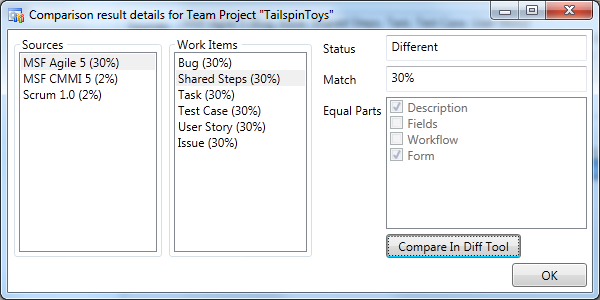 Comparison result details for Team Project "TailspinToys"
Sources
MSF Agile 5 (30%)
MSF CMMI 5 (2%)
Scrum 1.0 (2%)
Work Items
Bug (30%)
Shared Steps (30%)
Task (30%)
Test Case (30%)
User Story (30%)
Issue (30%)
Status
Different
Match
30%
Equal Parts
Description
Fields
Workflow
Form
Compare In Diff Tool
OK